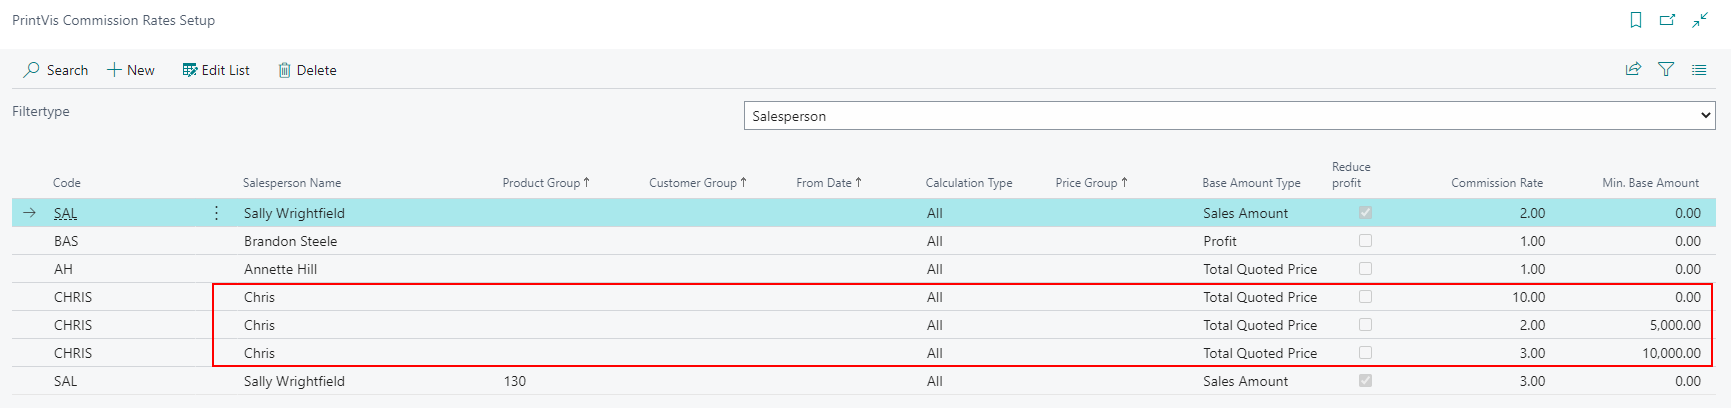 PrintVis Commission Rates Setup
Search New Edit List Delete
Filtertype Salesperson
Code Salesperson Name Product Group↑ Customer Group↑ From Date↑ Calculation Type Price Group↑ Base Amount Type Reduce profit Commission Rate Min. Base Amount
SAL Sally Wrightfield All Sales Amount 2.00 0.00
BAS Brandon Steele All Profit 1.00 0.00
AH Annette Hill All Total Quoted Price 1.00 0.00
CHRIS Chris All Total Quoted Price 10.00 0.00
CHRIS Chris All Total Quoted Price 2.00 5,000.00
CHRIS Chris All Total Quoted Price 3.00 10,000.00
SAL Sally Wrightfield 130 All Sales Amount 3.00 0.00